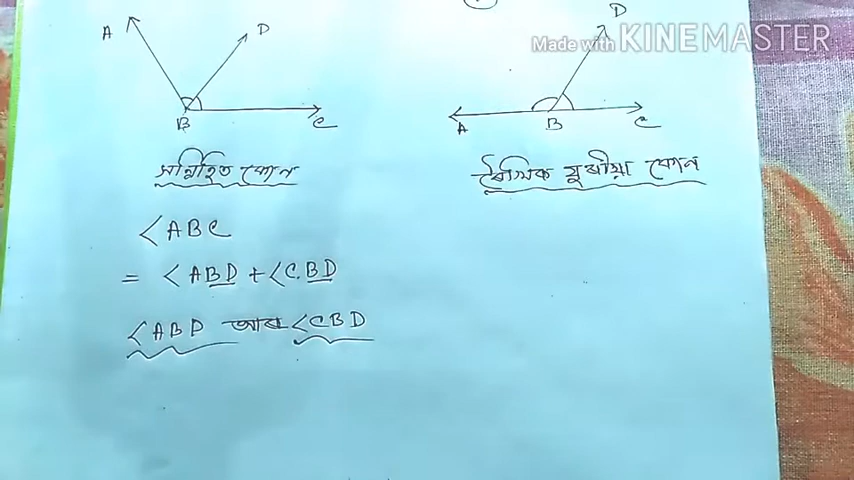 A D B C
D A B C
Made with KINEMASTER
সন্নিহিত কোন
ৰৈখিক যুৰীয়া কোন
<ABC
= <ABD + <CBD
<ABD আৰু <CBD